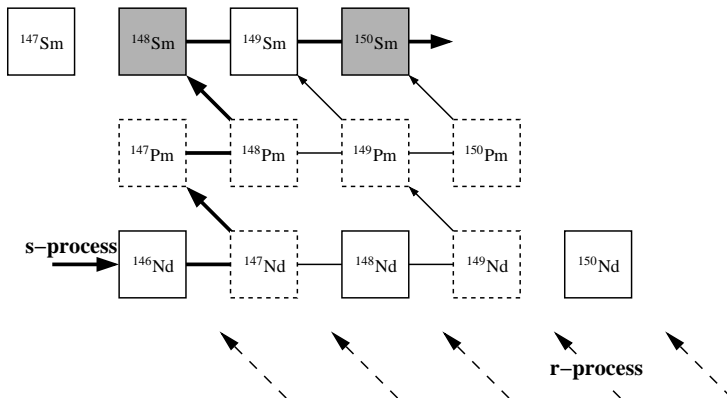 ¹⁴⁷Sm ¹⁴⁸Sm ¹⁴⁹Sm ¹⁵⁰Sm
¹⁴⁷Pm ¹⁴⁸Pm ¹⁴⁹Pm ¹⁵⁰Pm
s−process
¹⁴⁶Nd ¹⁴⁷Nd ¹⁴⁸Nd ¹⁴⁹Nd ¹⁵⁰Nd
r−process